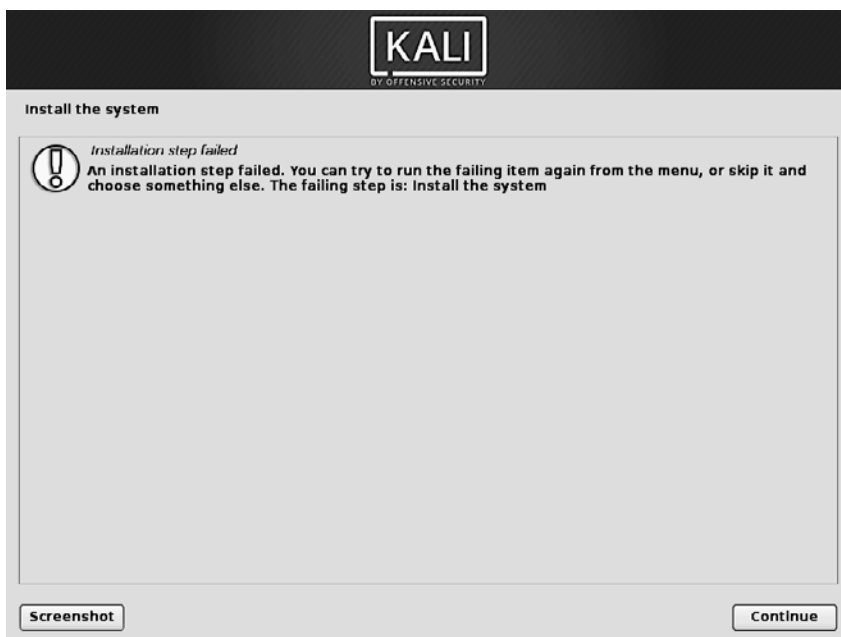 KALI
BY OFFENSIVE SECURITY
Install the system
Installation step failed
An installation step failed. You can try to run the failing item again from the menu, or skip it and
choose something else. The failing step is: Install the system
Screenshot
Continue